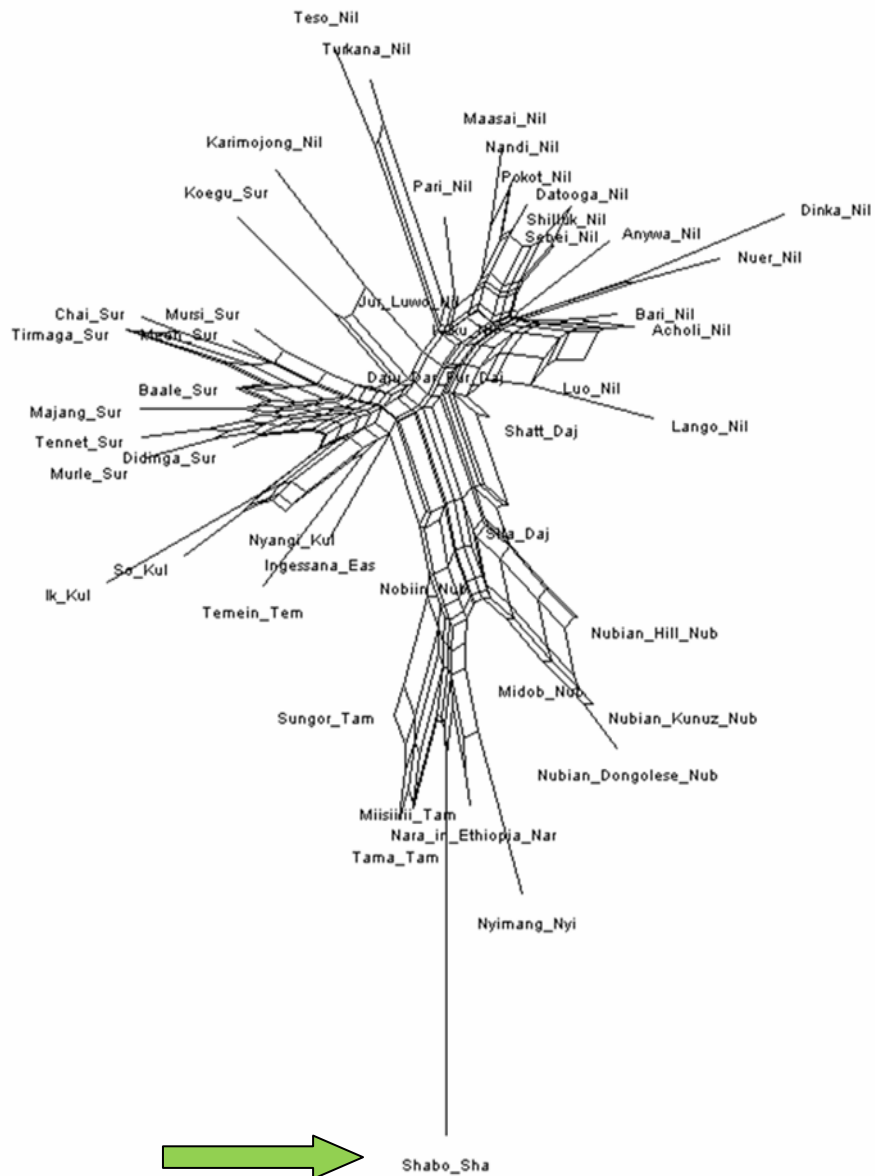 Teso_Nil
Turkana_Nil
Maasai_Nil
Karimojong_Nil
Nandi_Nil
Pokot_Nil
Koegu_Sur
Pari_Nil
Datooga_Nil
Dinka_Nil
Shilluk_Nil
Sebei_Nil
Anywa_Nil
Nuer_Nil
Jur_Luwo_Nil
Chai_Sur
Mursi_Sur
Bari_Nil
Tirmaga_Sur
Acholi_Nil
Daju_Dar_Fur_Daj
Baale_Sur
Luo_Nil
Majang_Sur
Lango_Nil
Shatt_Daj
Tennet_Sur
Didinga_Sur
Murle_Sur
Sila_Daj
Nyangi_Kul
Ingessana_Eas
So_Kul
Ik_Kul
Nobiin_Nub
Temein_Tem
Nubian_Hill_Nub
Midob_Nub
Sungor_Tam
Nubian_Kunuz_Nub
Nubian_Dongolese_Nub
Miisiirii_Tam
Nara_in_Ethiopia_Nar
Tama_Tam
Nyimang_Nyi
Shabo_Sha